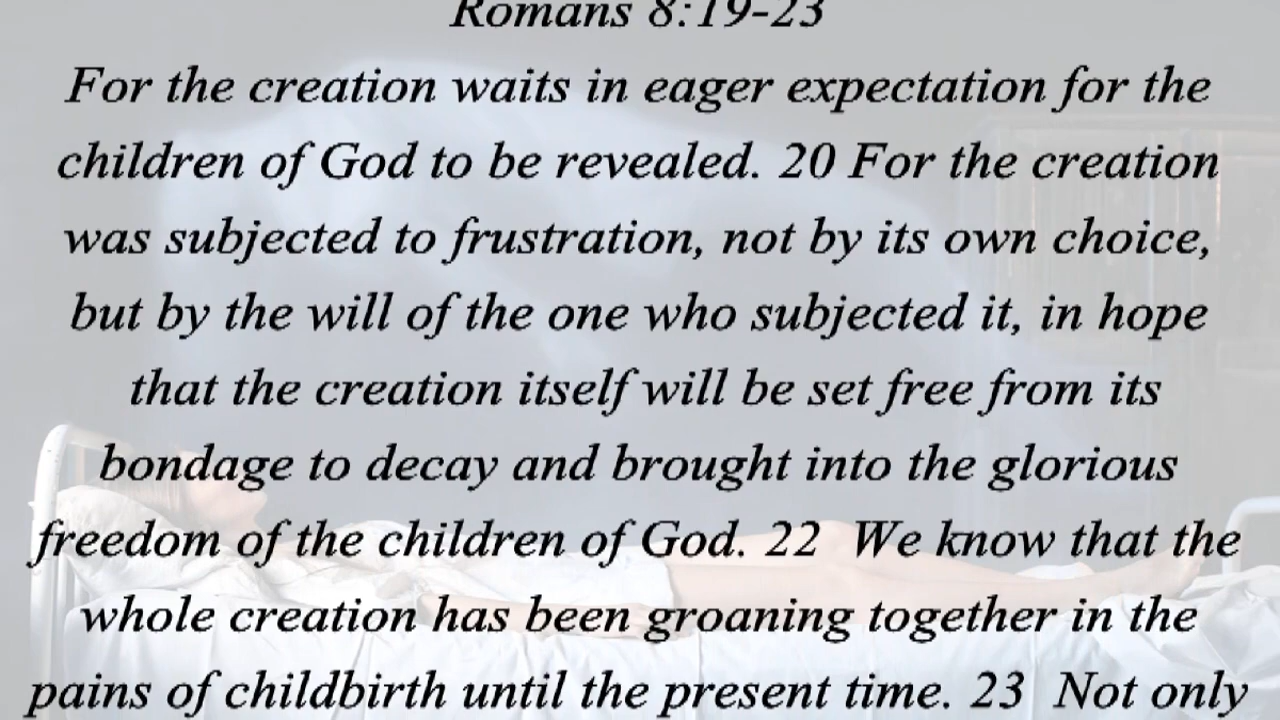 Romans 8:19-23
For the creation waits in eager expectation for the
children of God to be revealed. 20 For the creation
was subjected to frustration, not by its own choice,
but by the will of the one who subjected it, in hope
that the creation itself will be set free from its
bondage to decay and brought into the glorious
freedom of the children of God. 22 We know that the
whole creation has been groaning together in the
pains of childbirth until the present time. 23 Not only